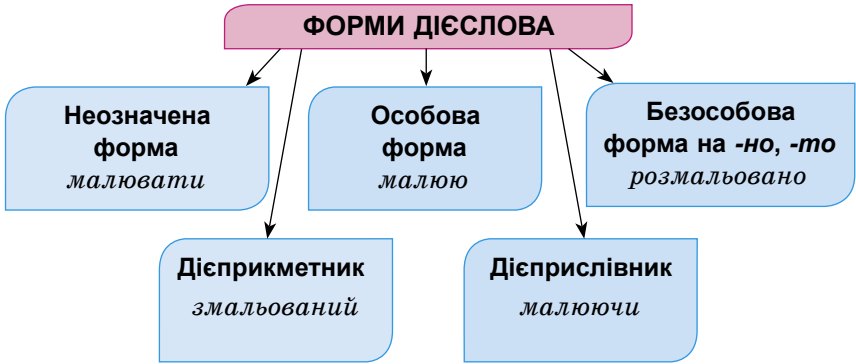 ФОРМИ ДІЄСЛОВА
Неозначена
форма
малювати
Особова
форма
малюю
Безособова
форма на -но, -то
розмальовано
Дієприкметник
змальований
Дієприслівник
малюючи